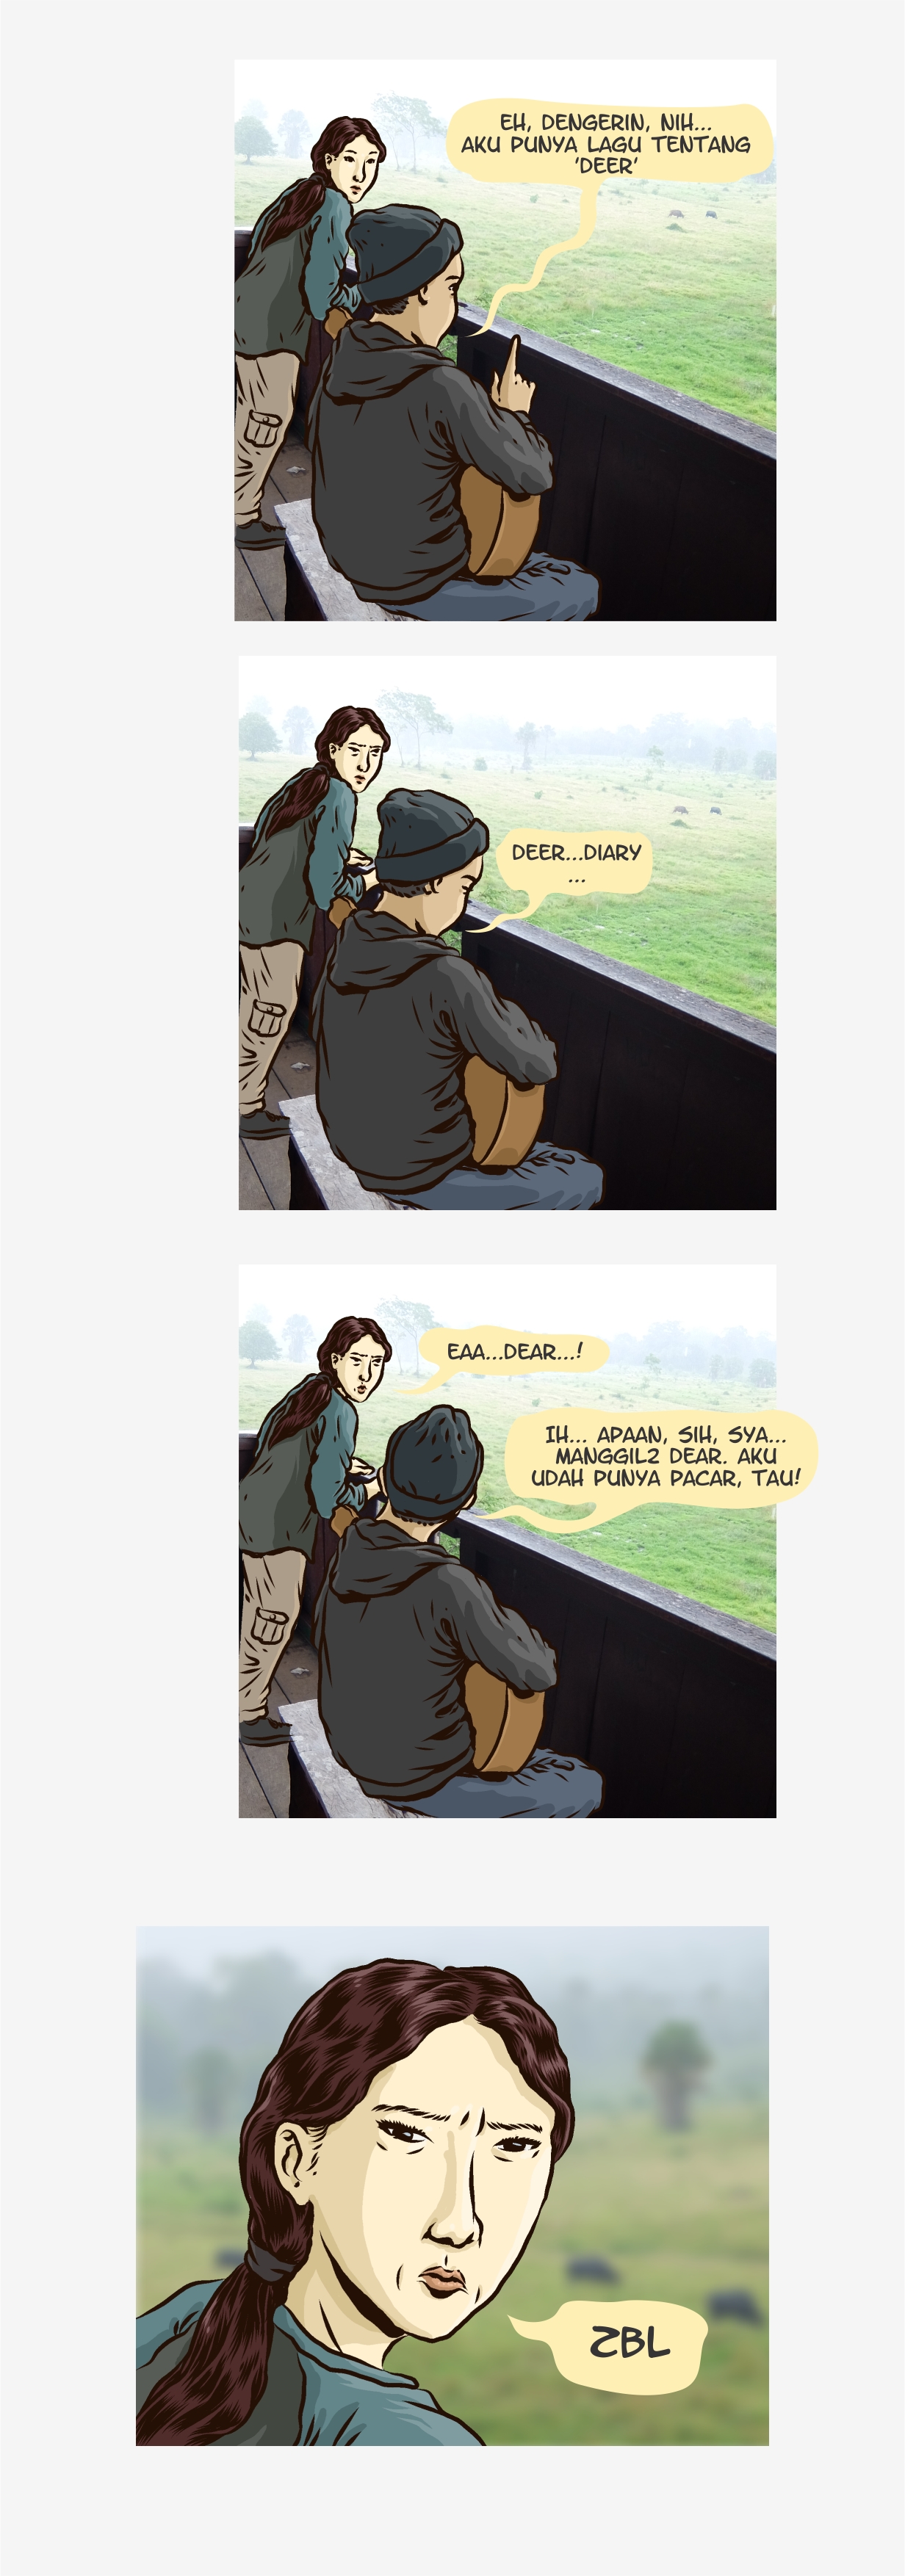 EH, DENGERIN, NIH...
AKU PUNYA LAGU TENTANG
'DEER'
DEER...DIARY
...
EAA...DEAR...!
IH... APAAN, SIH, SYA...
MANGGIL2 DEAR. AKU
UDAH PUNYA PACAR, TAU!
ZBL